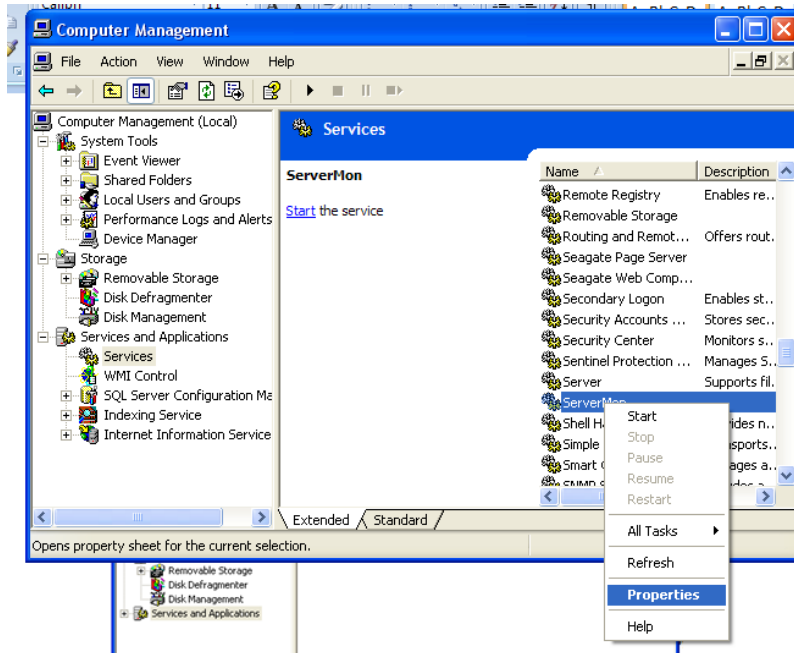 Calibri
11
Computer Management
File Action View Window Help
Computer Management (Local)
System Tools
Event Viewer
Shared Folders
Local Users and Groups
Performance Logs and Alerts
Device Manager
Storage
Removable Storage
Disk Defragmenter
Disk Management
Services and Applications
Services
WMI Control
SQL Server Configuration Ma
Indexing Service
Internet Information Service
Services
ServerMon
Start the service
Name Description
Remote Registry Enables re..
Removable Storage
Routing and Remot... Offers rout.
Seagate Page Server
Seagate Web Comp...
Secondary Logon Enables st..
Security Accounts ... Stores sec..
Security Center Monitors s..
Sentinel Protection ... Manages S..
Server Supports fil.
ServerMon
Shell H
Simple
Smart
Start
Stop
Pause
Resume
Restart
All Tasks
Refresh
Properties
Help
Extended Standard
Opens property sheet for the current selection.
Removable Storage
Disk Defragmenter
Disk Management
Services and Applications